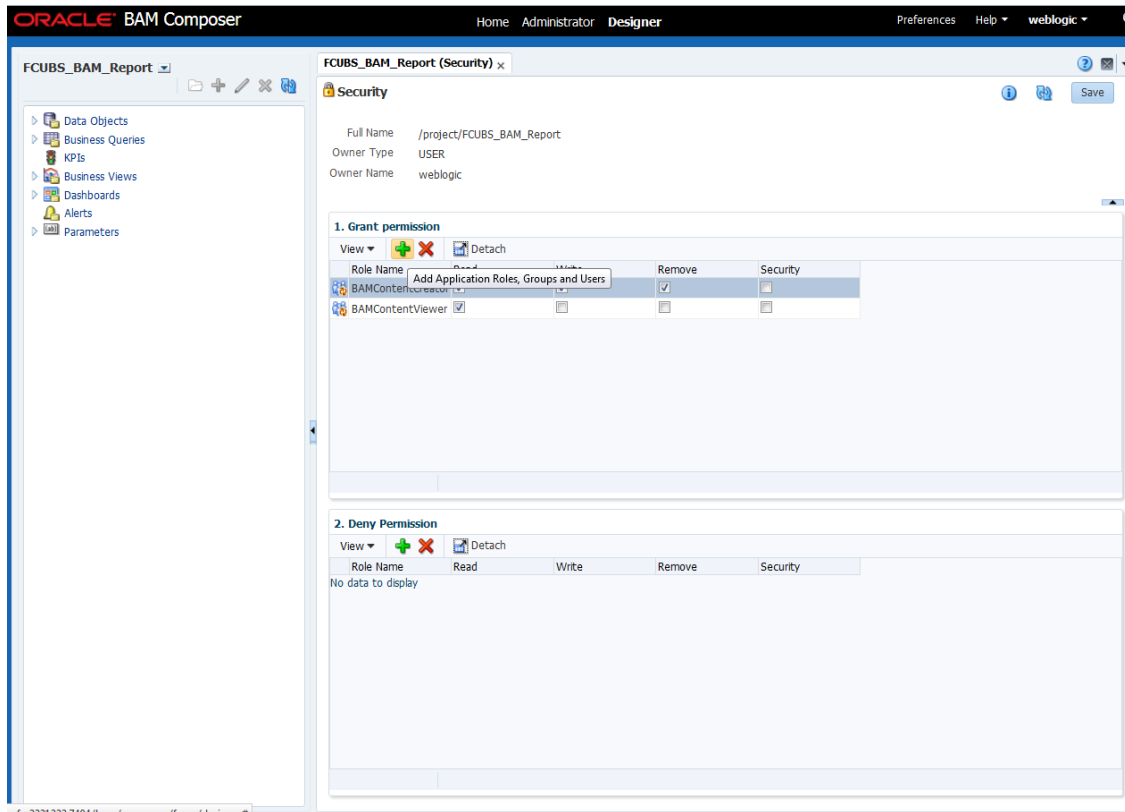 ORACLE BAM Composer
Home Administrator Designer
Preferences Help weblogic
FCUBS_BAM_Report
Data Objects
Business Queries
KPIs
Business Views
Dashboards
Alerts
Parameters
FCUBS_BAM_Report (Security)
Security
Save
Full Name /project/FCUBS_BAM_Report
Owner Type USER
Owner Name weblogic
1. Grant permission
View Detach
Role Name Read Write Remove Security
Add Application Roles, Groups and Users
BAMContentCreator
BAMContentViewer
2. Deny Permission
View Detach
Role Name Read Write Remove Security
No data to display